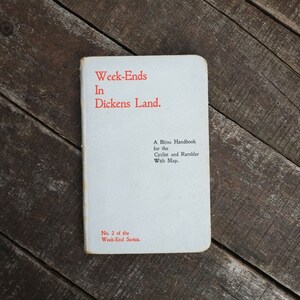 Week-Ends
In
Dickens Land.
A Bijou Handbook
for the
Cyclist and Rambler
With Map.
No. 2 of the
Week-End Series.